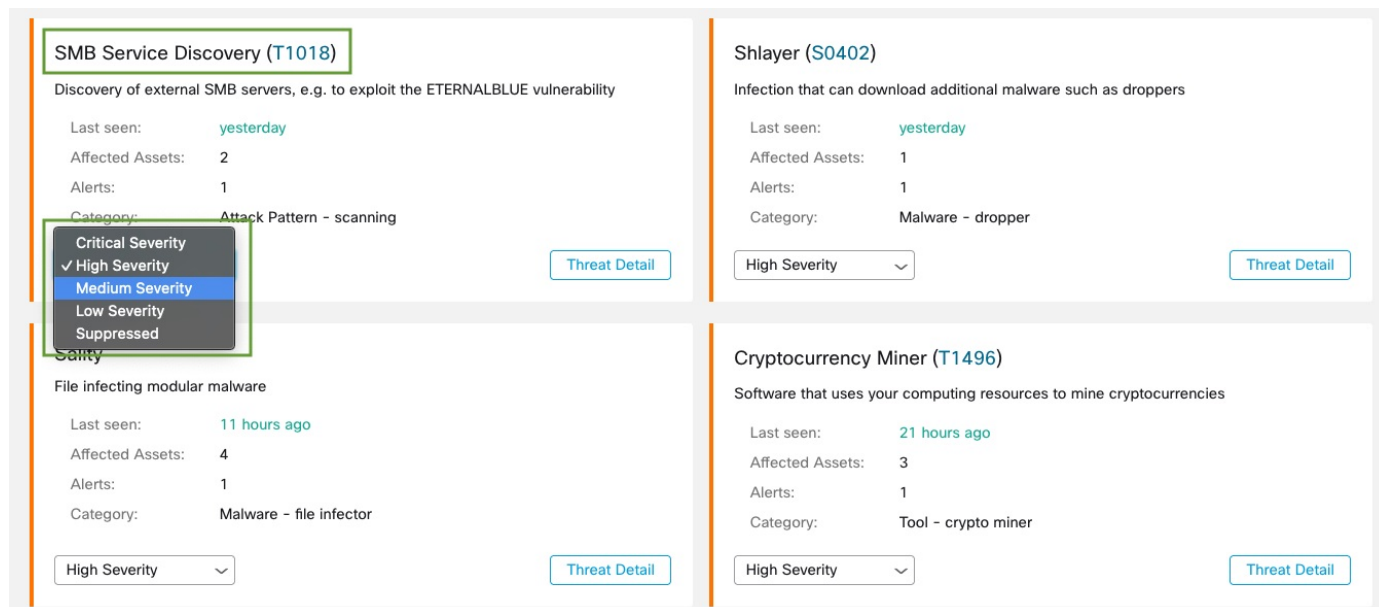 SMB Service Discovery (T1018)
Discovery of external SMB servers, e.g. to exploit the ETERNALBLUE vulnerability
Last seen: yesterday
Affected Assets: 2
Alerts: 1
Category: Attack Pattern - scanning
Critical Severity
✓ High Severity
Medium Severity
Low Severity
Suppressed
Threat Detail
Shlayer (S0402)
Infection that can download additional malware such as droppers
Last seen: yesterday
Affected Assets: 1
Alerts: 1
Category: Malware - dropper
High Severity
Threat Detail
Sality
File infecting modular malware
Last seen: 11 hours ago
Affected Assets: 4
Alerts: 1
Category: Malware - file infector
High Severity
Threat Detail
Cryptocurrency Miner (T1496)
Software that uses your computing resources to mine cryptocurrencies
Last seen: 21 hours ago
Affected Assets: 3
Alerts: 1
Category: Tool - crypto miner
High Severity
Threat Detail